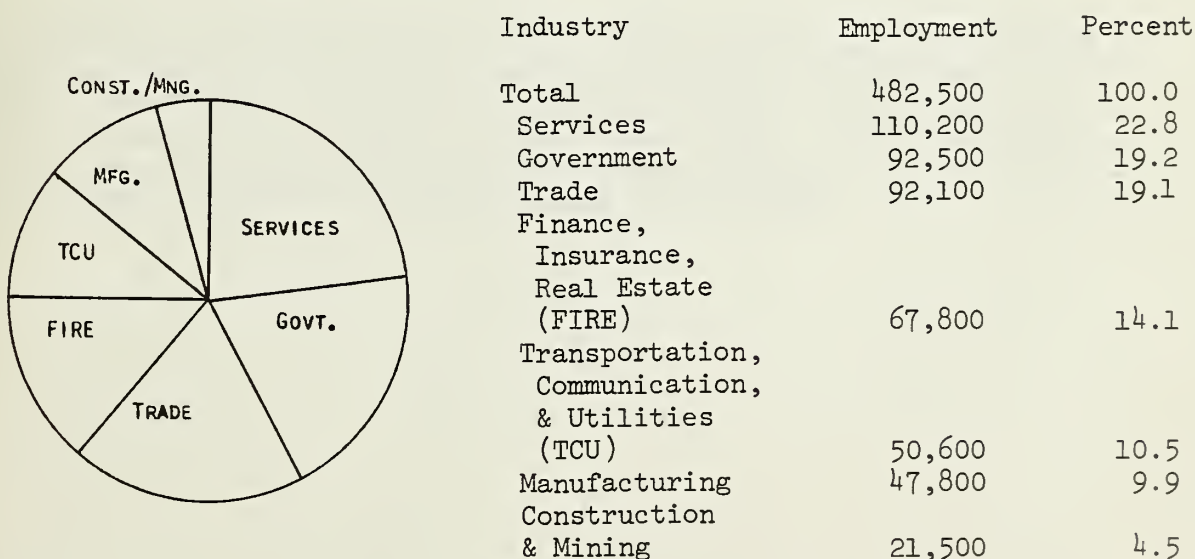 Industry Employment Percent
CONST./MNG.
MFG.
TCU
SERVICES
FIRE
GOVT.
TRADE
Total 482,500 100.0
Services 110,200 22.8
Government 92,500 19.2
Trade 92,100 19.1
Finance,
Insurance,
Real Estate
(FIRE) 67,800 14.1
Transportation,
Communication,
& Utilities
(TCU) 50,600 10.5
Manufacturing 47,800 9.9
Construction
& Mining 21,500 4.5